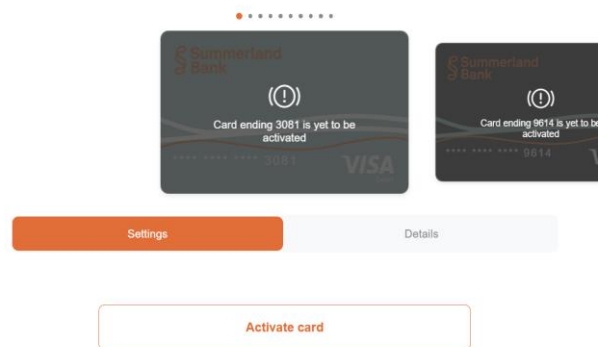 Summerland
Bank
Card ending 3081 is yet to be
activated
**** **** **** 3081
VISA
Summerland
Bank
Card ending 9614 is yet to be
activated
**** **** **** 9614
Settings
Details
Activate card